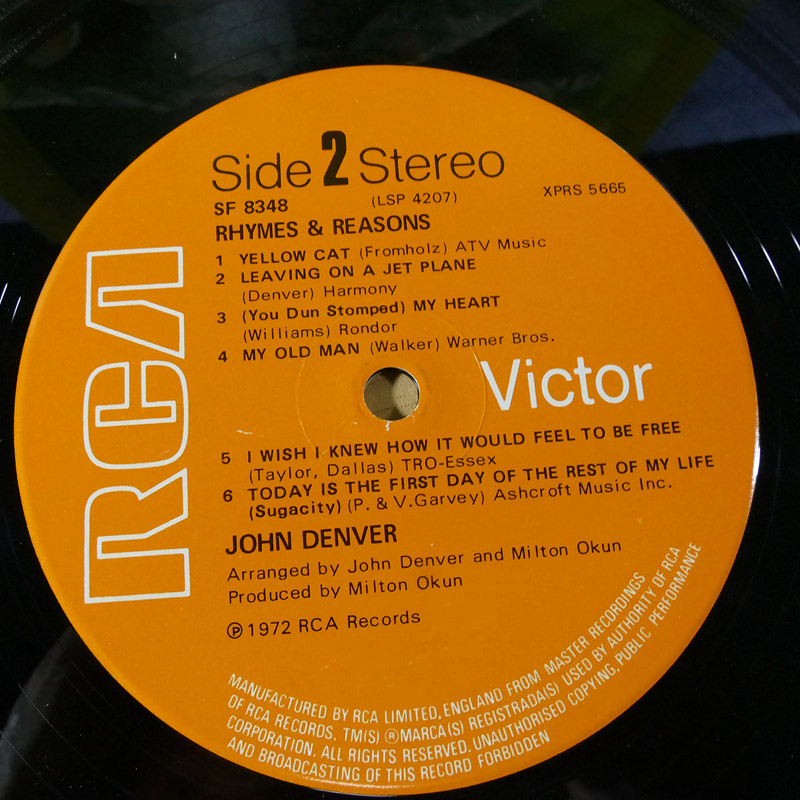 Side 2 Stereo
SF 8348 (LSP 4207) XPRS 5665
RHYMES & REASONS
1 YELLOW CAT (Fromholz) ATV Music
2 LEAVING ON A JET PLANE
(Denver) Harmony
3 (You Dun Stomped) MY HEART
(Williams) Rondor
4 MY OLD MAN (Walker) Warner Bros.
RCA Victor
5 I WISH I KNEW HOW IT WOULD FEEL TO BE FREE
(Taylor, Dallas) TRO-Essex
6 TODAY IS THE FIRST DAY OF THE REST OF MY LIFE
(Sugacity) (P. & V.Garvey) Ashcroft Music Inc.
JOHN DENVER
Arranged by John Denver and Milton Okun
Produced by Milton Okun
℗ 1972 RCA Records
MANUFACTURED BY RCA LIMITED, ENGLAND FROM MASTER RECORDINGS
OF RCA RECORDS. TM(S) ® MARCA(S) REGISTRADA(S) USED BY AUTHORITY OF RCA
CORPORATION. ALL RIGHTS RESERVED. UNAUTHORISED COPYING, PUBLIC PERFORMANCE
AND BROADCASTING OF THIS RECORD FORBIDDEN